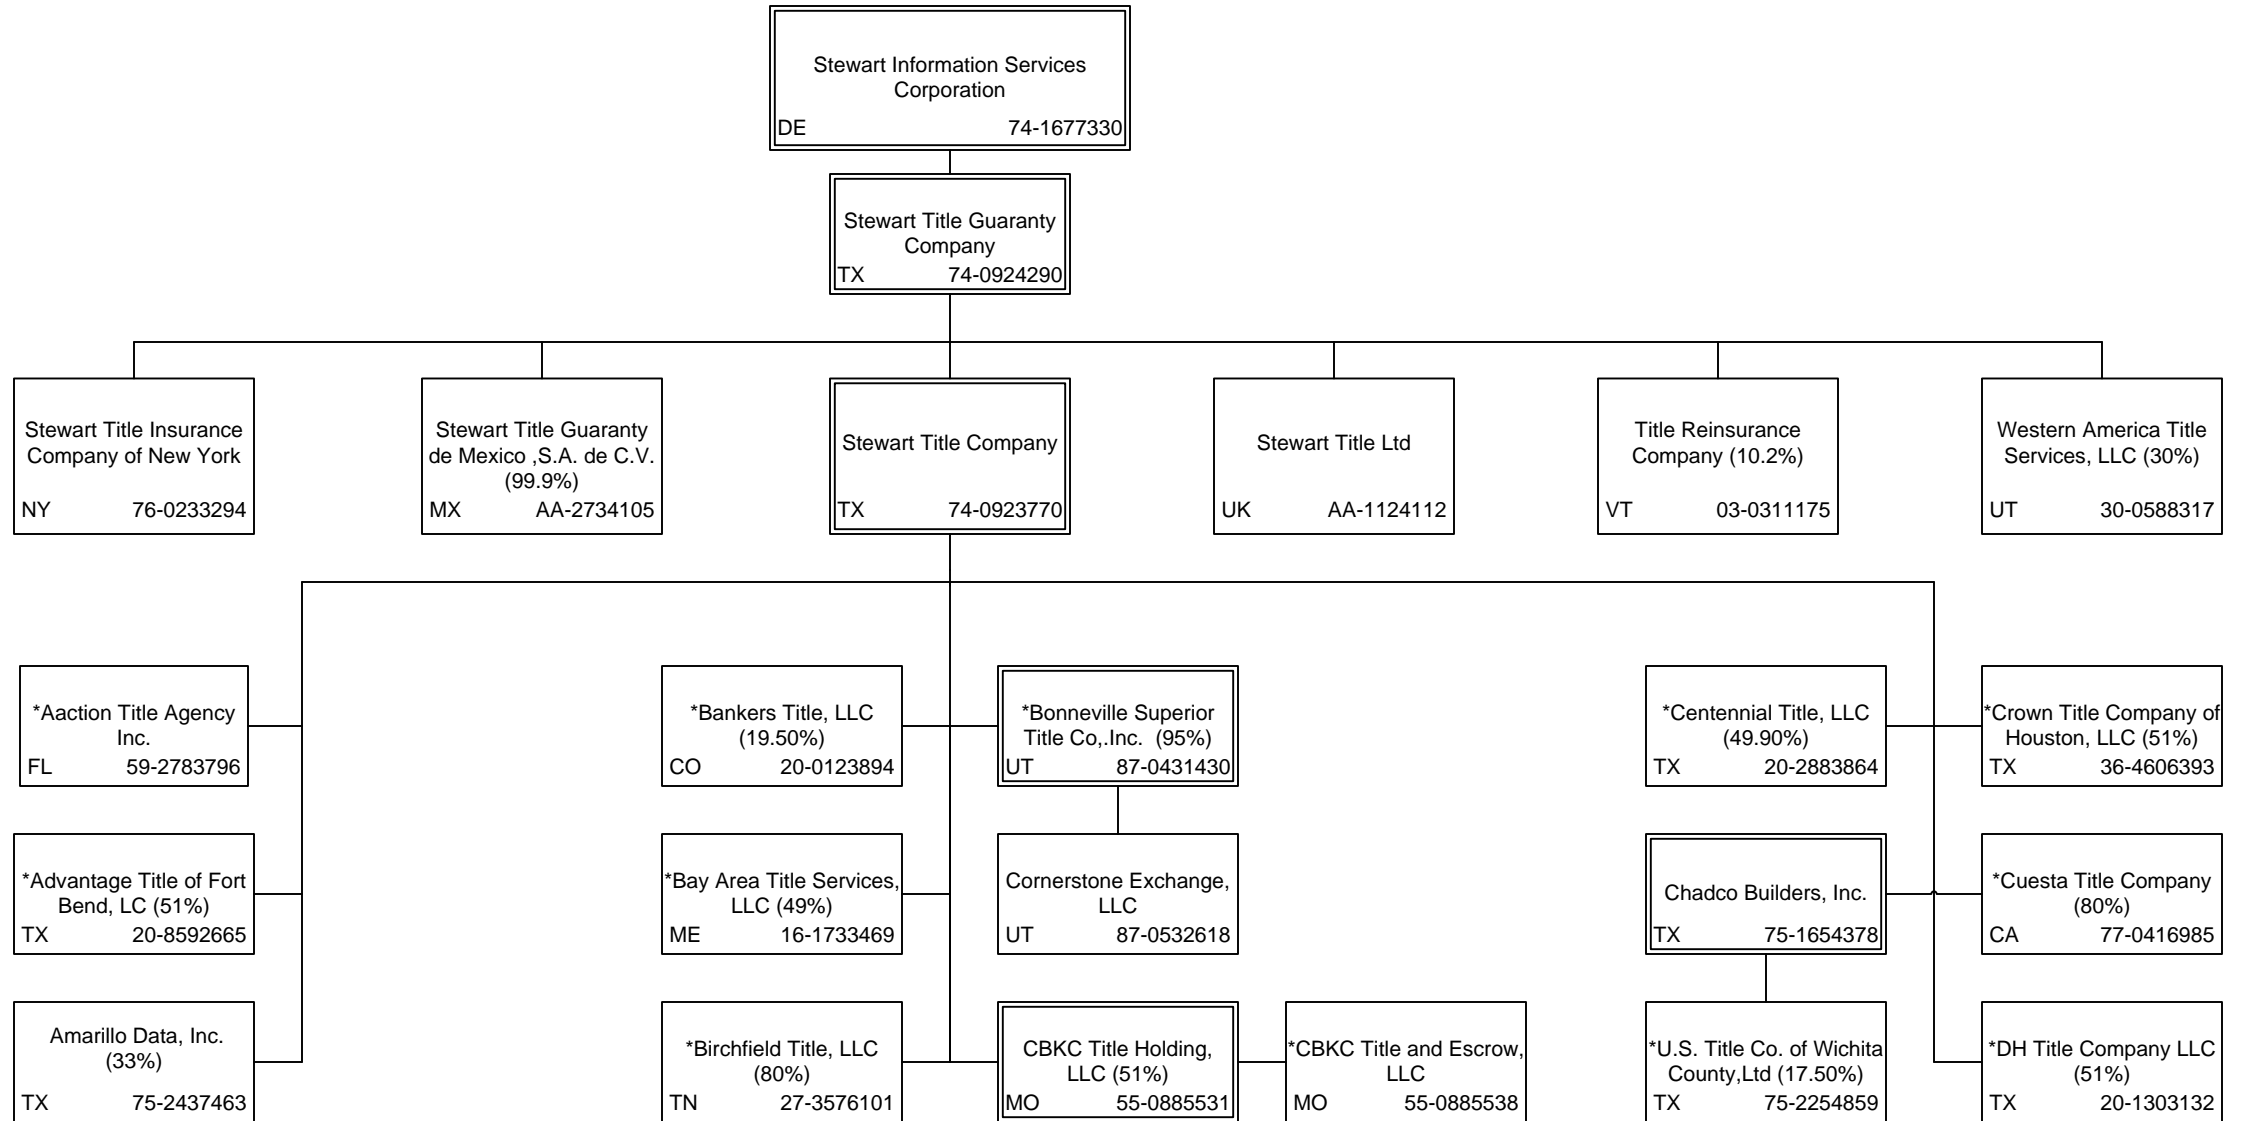 Stewart Information Services
Corporation
DE 74-1677330
Stewart Title Guaranty
Company
TX 74-0924290
Stewart Title Insurance
Company of New York
NY 76-0233294
Stewart Title Guaranty
de Mexico ,S.A. de C.V.
(99.9%)
MX AA-2734105
Stewart Title Company
TX 74-0923770
Stewart Title Ltd
UK AA-1124112
Title Reinsurance
Company (10.2%)
VT 03-0311175
Western America Title
Services, LLC (30%)
UT 30-0588317
*Aaction Title Agency
Inc.
FL 59-2783796
*Bankers Title, LLC
(19.50%)
CO 20-0123894
*Bonneville Superior
Title Co,.Inc. (95%)
UT 87-0431430
*Centennial Title, LLC
(49.90%)
TX 20-2883864
*Crown Title Company of
Houston, LLC (51%)
TX 36-4606393
*Advantage Title of Fort
Bend, LC (51%)
TX 20-8592665
*Bay Area Title Services,
LLC (49%)
ME 16-1733469
Cornerstone Exchange,
LLC
UT 87-0532618
Chadco Builders, Inc.
TX 75-1654378
*Cuesta Title Company
(80%)
CA 77-0416985
Amarillo Data, Inc.
(33%)
TX 75-2437463
*Birchfield Title, LLC
(80%)
TN 27-3576101
CBKC Title Holding,
LLC (51%)
MO 55-0885531
*CBKC Title and Escrow,
LLC
MO 55-0885538
*U.S. Title Co. of Wichita
County,Ltd (17.50%)
TX 75-2254859
*DH Title Company LLC
(51%)
TX 20-1303132